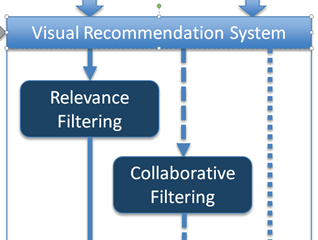 Visual Recommendation System
Relevance
Filtering
Collaborative
Filtering